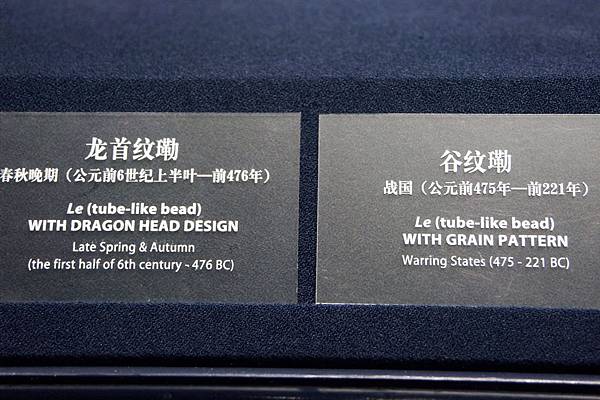 龙首纹玏
春秋晚期（公元前6世纪上半叶—前476年）
Le (tube-like bead)
WITH DRAGON HEAD DESIGN
Late Spring & Autumn
(the first half of 6th century - 476 BC)
谷纹玏
战国（公元前475年—前221年）
Le (tube-like bead)
WITH GRAIN PATTERN
Warring States (475 - 221 BC)